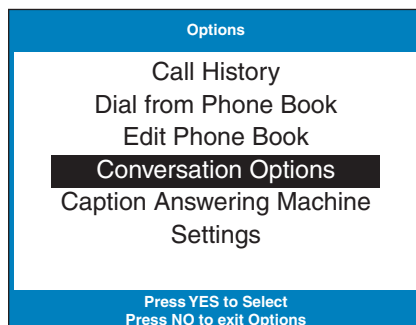 Options
Call History
Dial from Phone Book
Edit Phone Book
Conversation Options
Caption Answering Machine
Settings
Press YES to Select
Press NO to exit Options